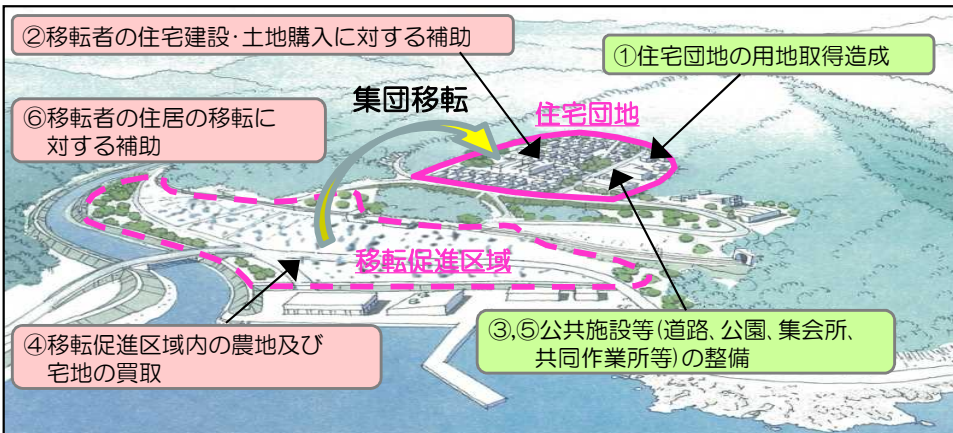 ②移転者の住宅建設・土地購入に対する補助
①住宅団地の用地取得造成
集団移転
住宅団地
⑥移転者の住居の移転に
対する補助
移転促進区域
④移転促進区域内の農地及び
宅地の買取
③,⑤公共施設等(道路、公園、集会所、
共同作業所等)の整備